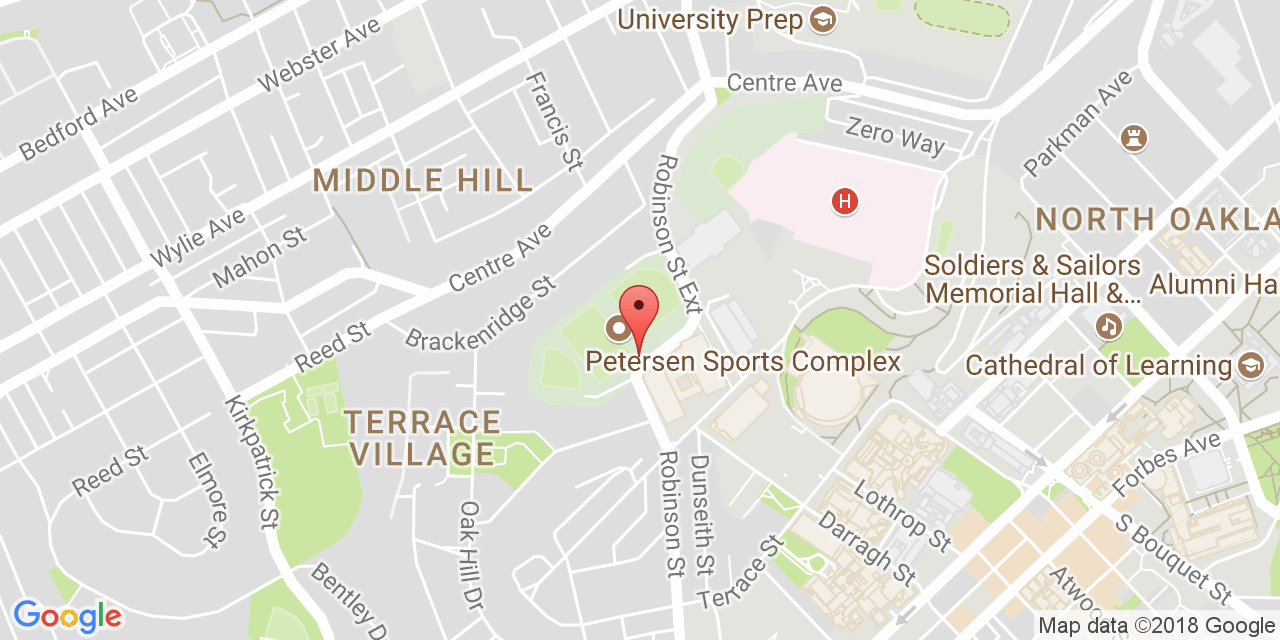 University Prep
Webster Ave
Centre Ave
Bedford Ave
Francis St
Parkman Ave
Zero Way
MIDDLE HILL
H
Robinson St Ext
NORTH OAKLA
Wylie Ave
Mahon St
Centre Ave
Soldiers & Sailors
Memorial Hall &...
Alumni Ha
Brackenridge St
Reed St
Petersen Sports Complex
Cathedral of Learning
TERRACE
VILLAGE
Kirkpatrick St
Reed St
Elmore St
Forbes Ave
Robinson St
Dunseith St
Lothrop St
Oak Hill Dr
Darragh St
S Bouquet St
Terrace St
Bentley D
Atwoo
Google
Map data ©2018 Google